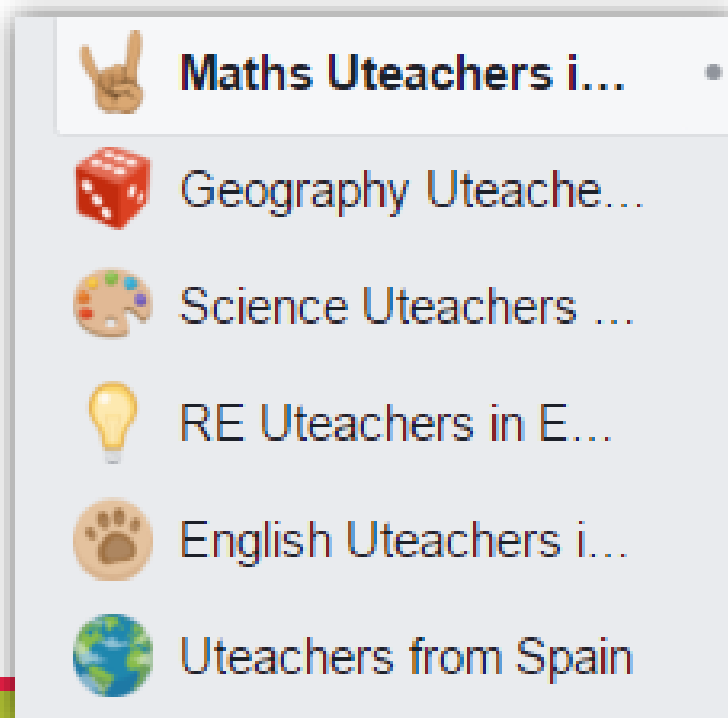 Maths Uteachers i...
Geography Uteache...
Science Uteachers ...
RE Uteachers in E...
English Uteachers i...
Uteachers from Spain